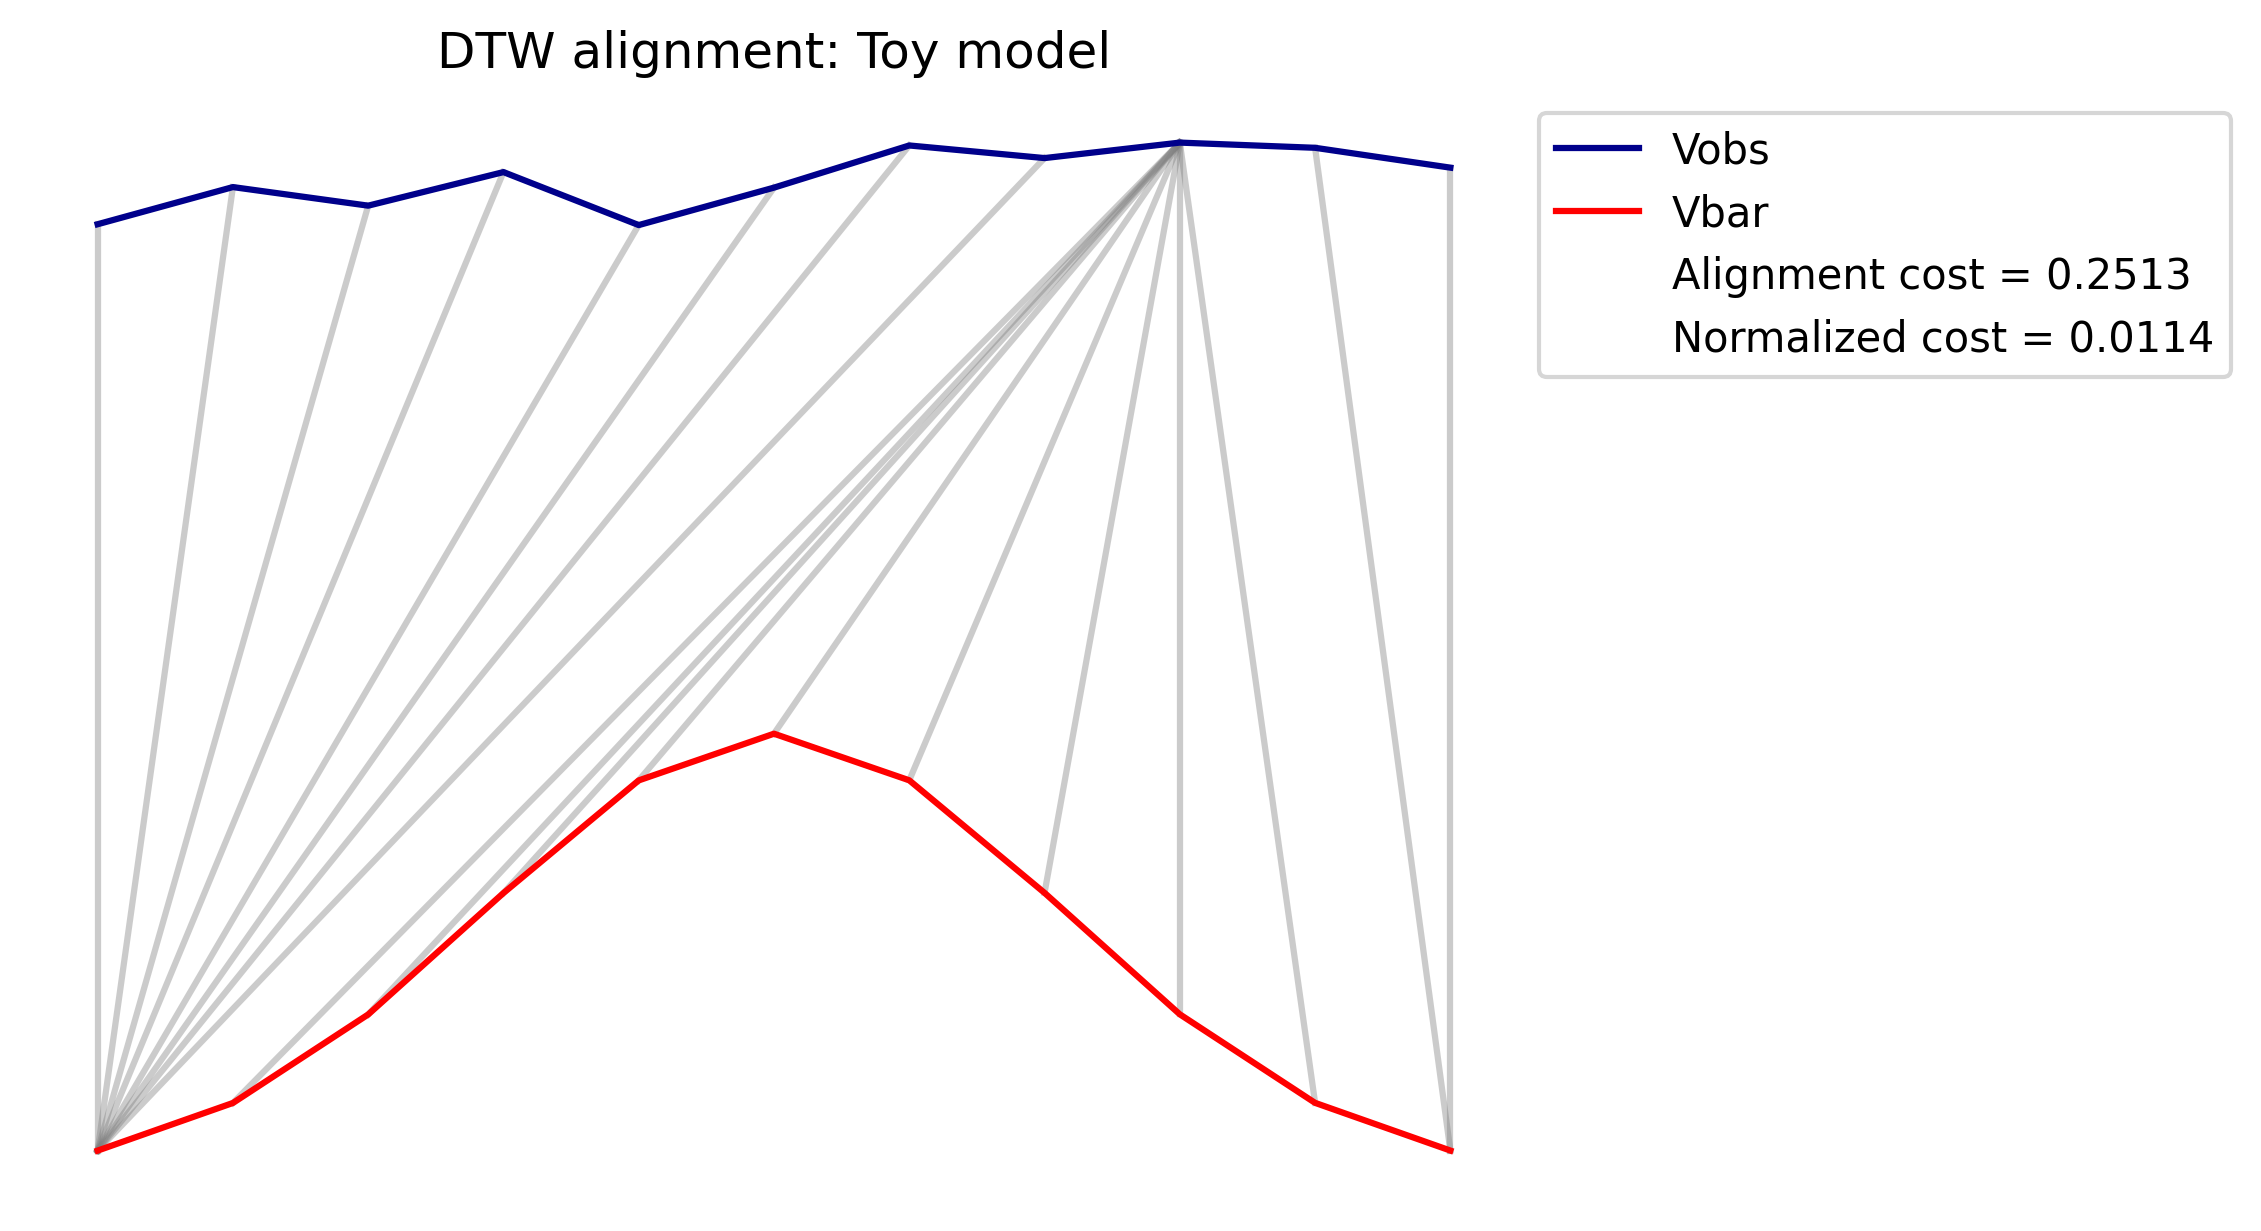 DTW alignment: Toy model
Vobs
Vbar
Alignment cost = 0.2513
Normalized cost = 0.0114